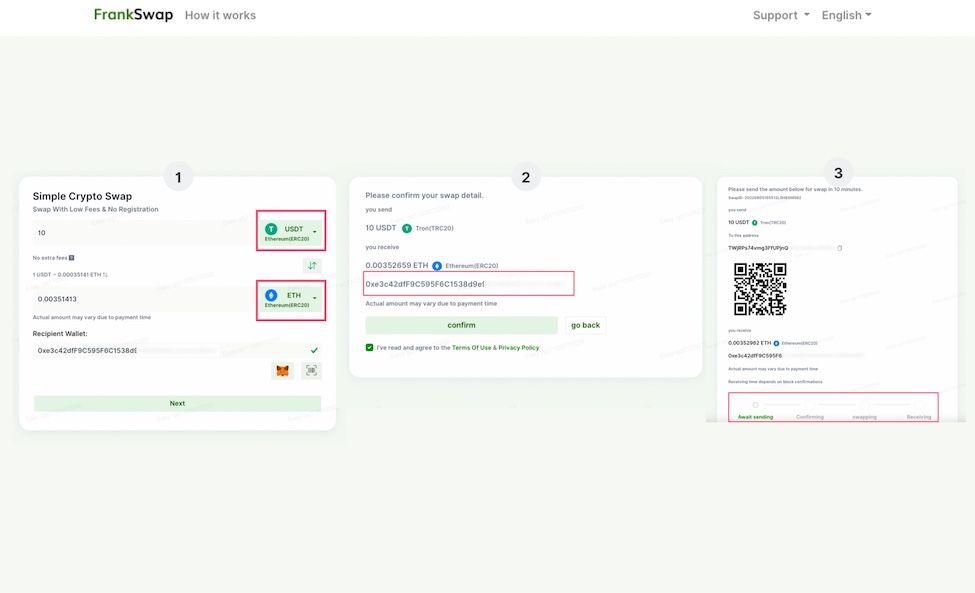 FrankSwap How it works Support English
1
Simple Crypto Swap
Swap With Low Fees & No Registration
10
USDT
Ethereum(ERC20)
No extra fees
1 USDT ~ 0.00035141 ETH
0.00351413
ETH
Ethereum(ERC20)
Actual amount may vary due to payment time
Recipient Wallet:
0xe3c42dfF9C595F6C1538d9
Next
2
Please confirm your swap detail.
you send
10 USDT Tron(TRC20)
you receive
0.00352659 ETH Ethereum(ERC20)
0xe3c42dfF9C595F6C1538d9e
Actual amount may vary due to payment time
confirm go back
I've read and agree to the Terms Of Use & Privacy Policy
3
Please send the amount below for swap in 10 minutes.
you send
10 USDT Tron(TRC20)
To this address
TWjRPs74vmg3FfUPjnQ
you receive
0.00352962 ETH Ethereum(ERC20)
0xe3c42dfF9C595F6
Actual amount may vary due to payment time
Receiving time depends on block confirmations
Await sending Confirming swapping Receiving